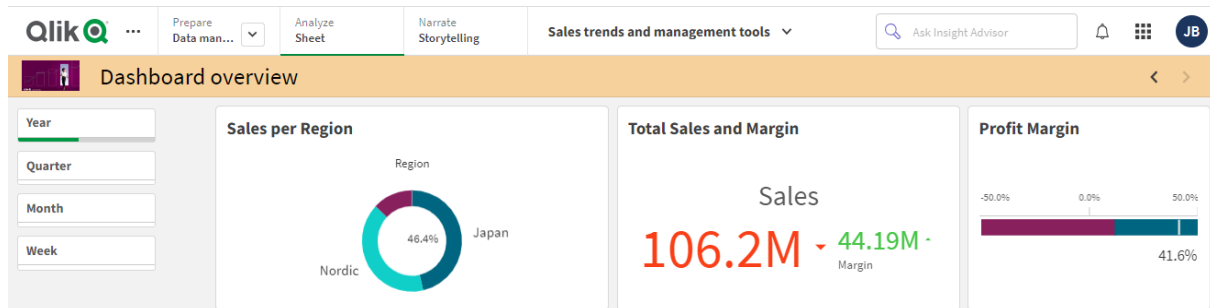 Qlik
Prepare
Data man...
Analyze
Sheet
Narrate
Storytelling
Sales trends and management tools
Ask Insight Advisor
JB
Dashboard overview
Year
Quarter
Month
Week
Sales per Region
Region
46.4%
Japan
Nordic
Total Sales and Margin
Sales
106.2M
44.19M
Margin
Profit Margin
-50.0% 0.0% 50.0%
41.6%